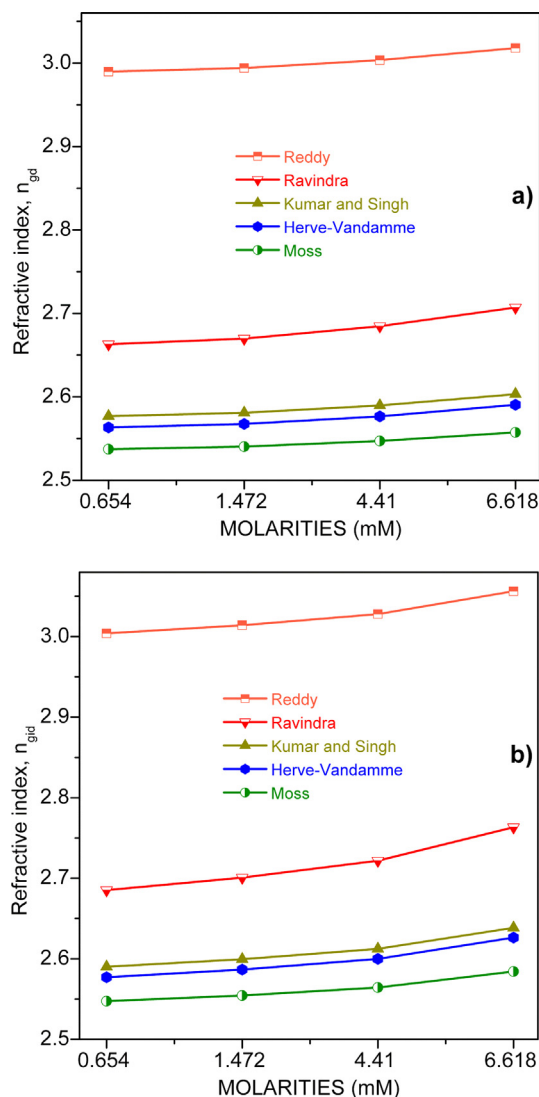 3.0
2.9
2.8
2.7
2.6
2.5
Refractive index, n_gd
Reddy
Ravindra
Kumar and Singh
Herve-Vandamme
Moss
a)
0.654 1.472 4.41 6.618
MOLARITIES (mM)
3.0
2.9
2.8
2.7
2.6
2.5
Refractive index, n_gid
Reddy
Ravindra
Kumar and Singh
Herve-Vandamme
Moss
b)
0.654 1.472 4.41 6.618
MOLARITIES (mM)